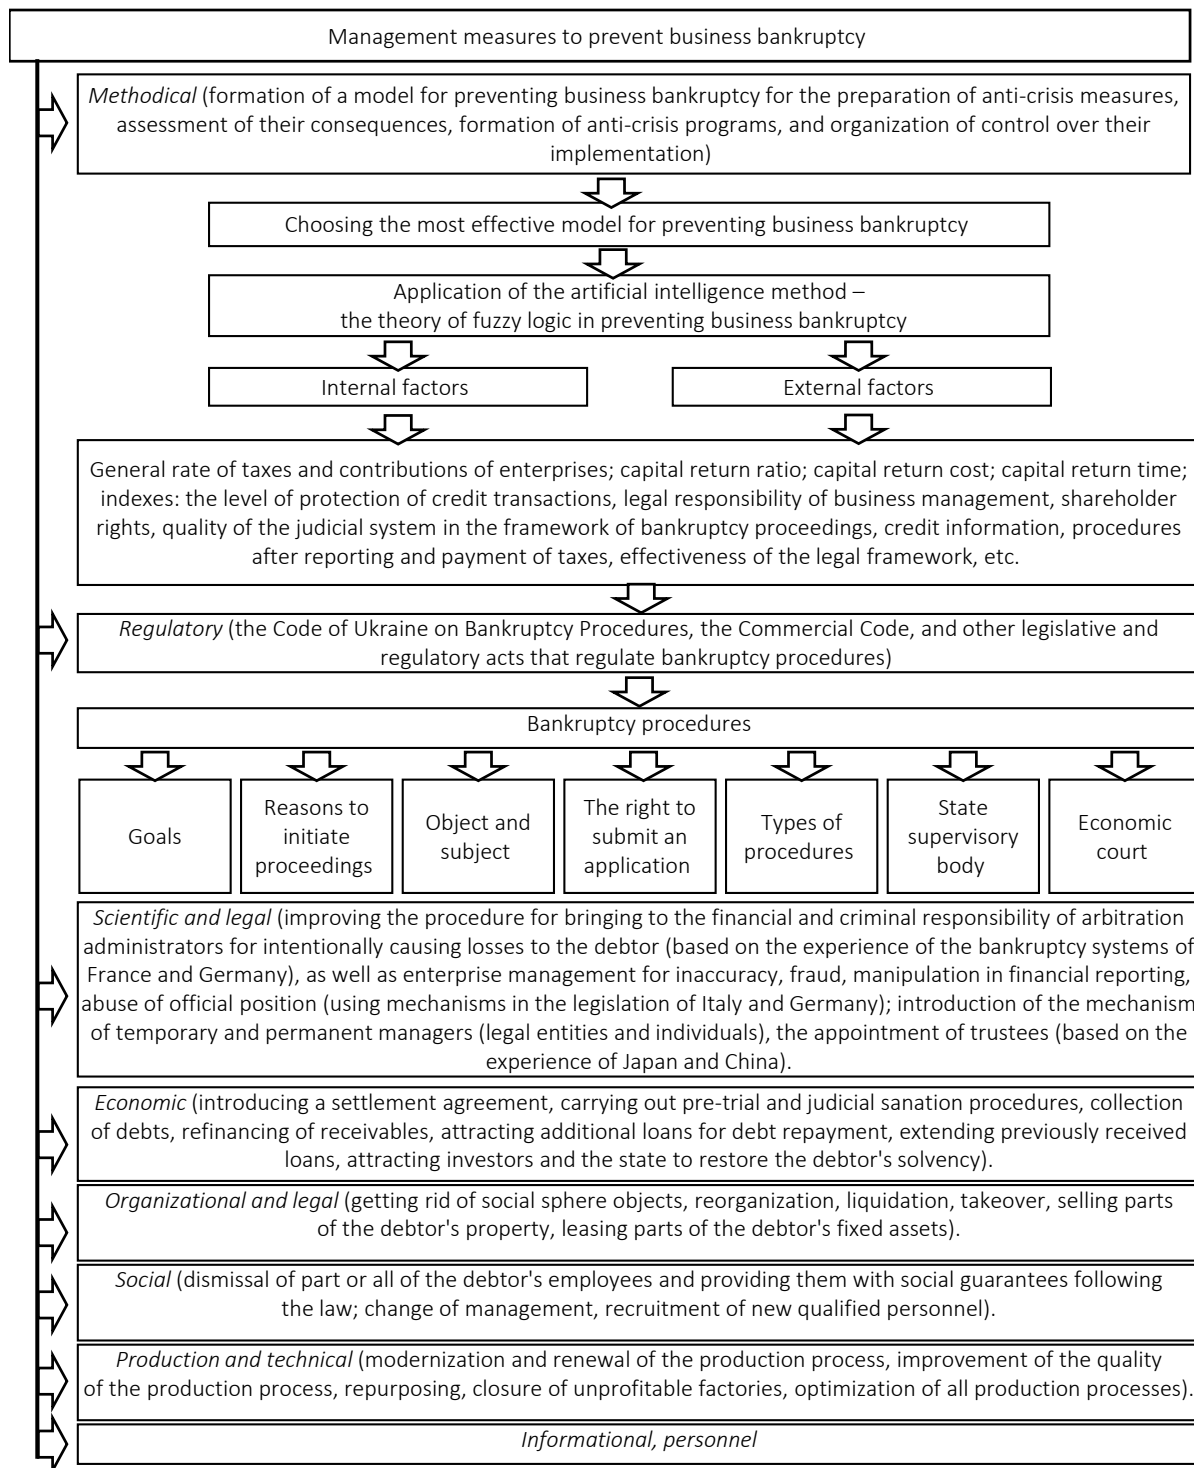 Management measures to prevent business bankruptcy
Methodical (formation of a model for preventing business bankruptcy for the preparation of anti-crisis measures,
assessment of their consequences, formation of anti-crisis programs, and organization of control over their
implementation)
Choosing the most effective model for preventing business bankruptcy
Application of the artificial intelligence method –
the theory of fuzzy logic in preventing business bankruptcy
Internal factors
External factors
General rate of taxes and contributions of enterprises; capital return ratio; capital return cost; capital return time;
indexes: the level of protection of credit transactions, legal responsibility of business management, shareholder
rights, quality of the judicial system in the framework of bankruptcy proceedings, credit information, procedures
after reporting and payment of taxes, effectiveness of the legal framework, etc.
Regulatory (the Code of Ukraine on Bankruptcy Procedures, the Commercial Code, and other legislative and
regulatory acts that regulate bankruptcy procedures)
Bankruptcy procedures
Goals
Reasons to
initiate
proceedings
Object and
subject
The right to
submit an
application
Types of
procedures
State
supervisory
body
Economic
court
Scientific and legal (improving the procedure for bringing to the financial and criminal responsibility of arbitration
administrators for intentionally causing losses to the debtor (based on the experience of the bankruptcy systems of
France and Germany), as well as enterprise management for inaccuracy, fraud, manipulation in financial reporting,
abuse of official position (using mechanisms in the legislation of Italy and Germany); introduction of the mechanism
of temporary and permanent managers (legal entities and individuals), the appointment of trustees (based on the
experience of Japan and China).
Economic (introducing a settlement agreement, carrying out pre-trial and judicial sanation procedures, collection
of debts, refinancing of receivables, attracting additional loans for debt repayment, extending previously received
loans, attracting investors and the state to restore the debtor's solvency).
Organizational and legal (getting rid of social sphere objects, reorganization, liquidation, takeover, selling parts
of the debtor's property, leasing parts of the debtor's fixed assets).
Social (dismissal of part or all of the debtor's employees and providing them with social guarantees following
the law; change of management, recruitment of new qualified personnel).
Production and technical (modernization and renewal of the production process, improvement of the quality
of the production process, repurposing, closure of unprofitable factories, optimization of all production processes).
Informational, personnel